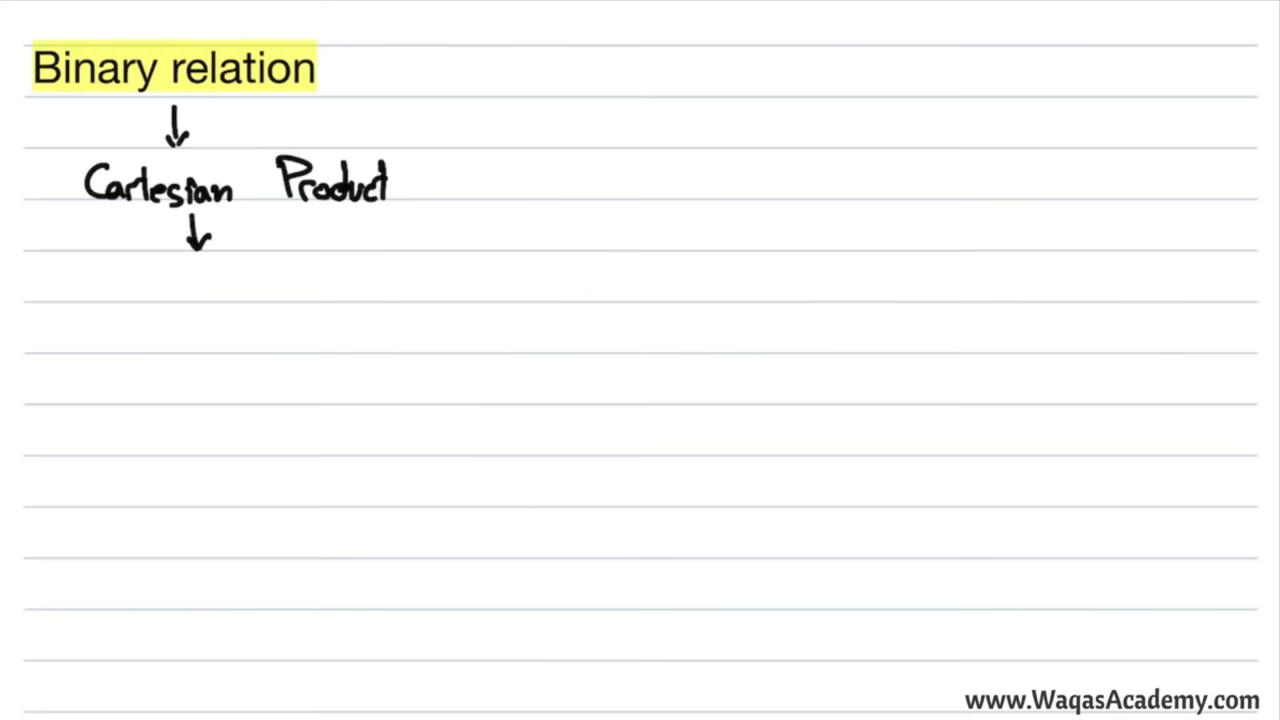 Binary relation
↓
Cartesian Product
↓
www.WaqasAcademy.com